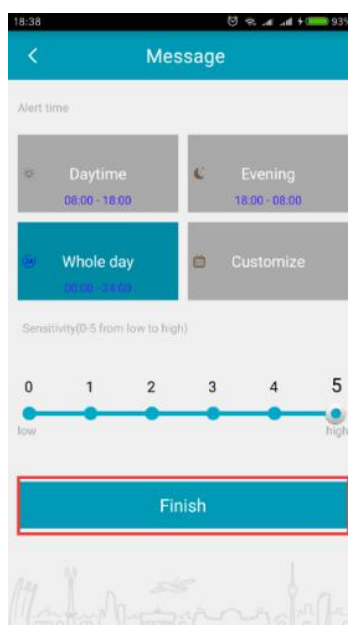 18:38 93%
Message
Alert time
Daytime
08:00 - 18:00
Evening
18:00 - 08:00
Whole day
00:00 - 24:00
Customize
Sensitivity(0-5 from low to high)
0 1 2 3 4 5
low high
Finish